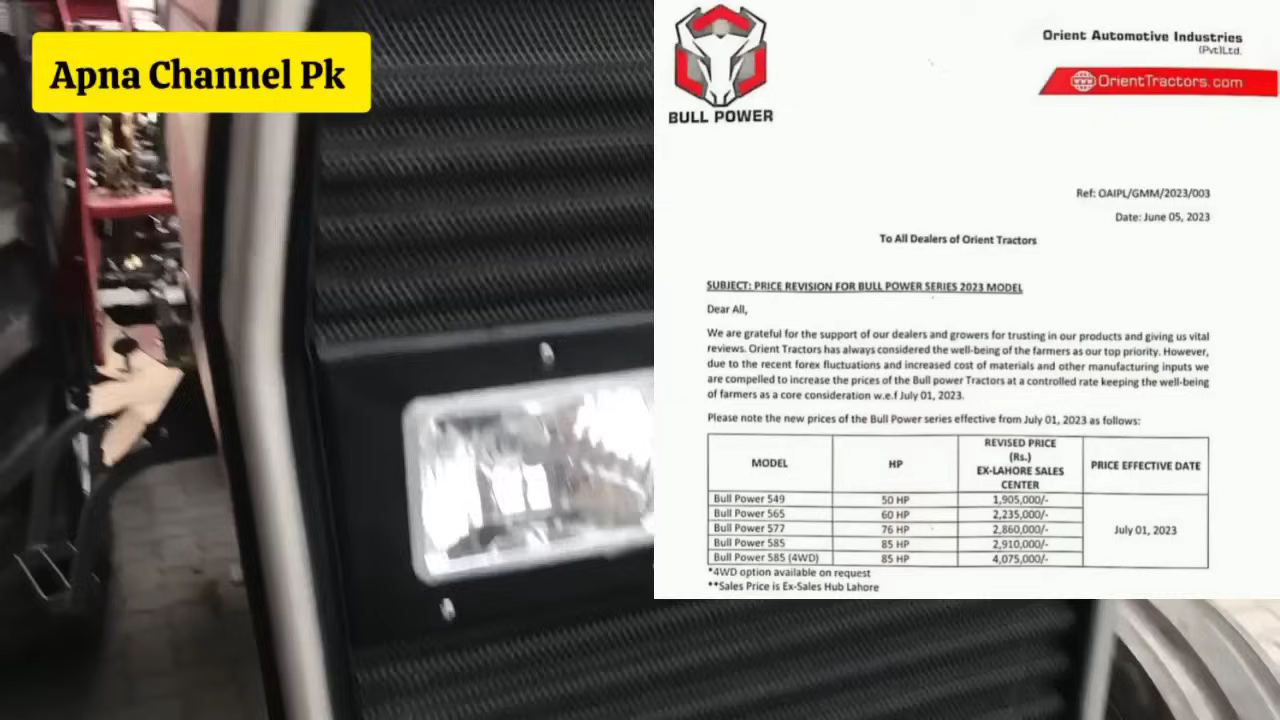 Apna Channel Pk
BULL POWER
Orient Automotive Industries
(Pvt)Ltd.
OrientTractors.com
Ref: OAIPL/GMM/2023/003
Date: June 05, 2023
To All Dealers of Orient Tractors
SUBJECT: PRICE REVISION FOR BULL POWER SERIES 2023 MODEL
Dear All,
We are grateful for the support of our dealers and growers for trusting in our products and giving us vital
reviews. Orient Tractors has always considered the well-being of the farmers as our top priority. However,
due to the recent forex fluctuations and increased cost of materials and other manufacturing inputs we
are compelled to increase the prices of the Bull power Tractors at a controlled rate keeping the well-being
of farmers as a core consideration w.e.f July 01, 2023.
Please note the new prices of the Bull Power series effective from July 01, 2023 as follows:
MODEL HP REVISED PRICE (Rs.) EX-LAHORE SALES CENTER PRICE EFFECTIVE DATE
Bull Power 549 50 HP 1,905,000/-
Bull Power 565 60 HP 2,235,000/-
Bull Power 577 76 HP 2,860,000/- July 01, 2023
Bull Power 585 85 HP 2,910,000/-
Bull Power 585 (4WD) 85 HP 4,075,000/-
*4WD option available on request
**Sales Price is Ex-Sales Hub Lahore